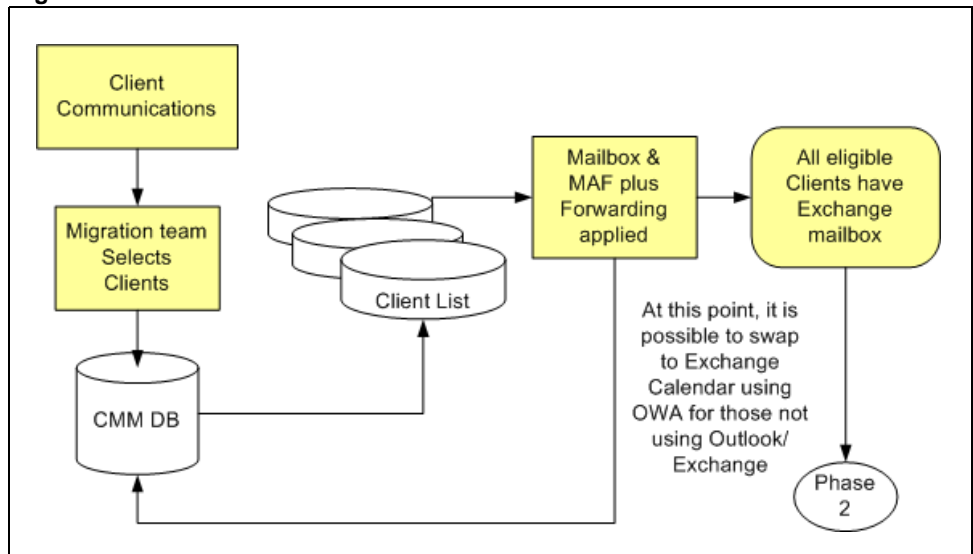 Client
Communications
Migration team
Selects
Clients
CMM DB
Client List
Mailbox &
MAF plus
Forwarding
applied
All eligible
Clients have
Exchange
mailbox
At this point, it is
possible to swap
to Exchange
Calendar using
OWA for those not
using Outlook/
Exchange
Phase
2